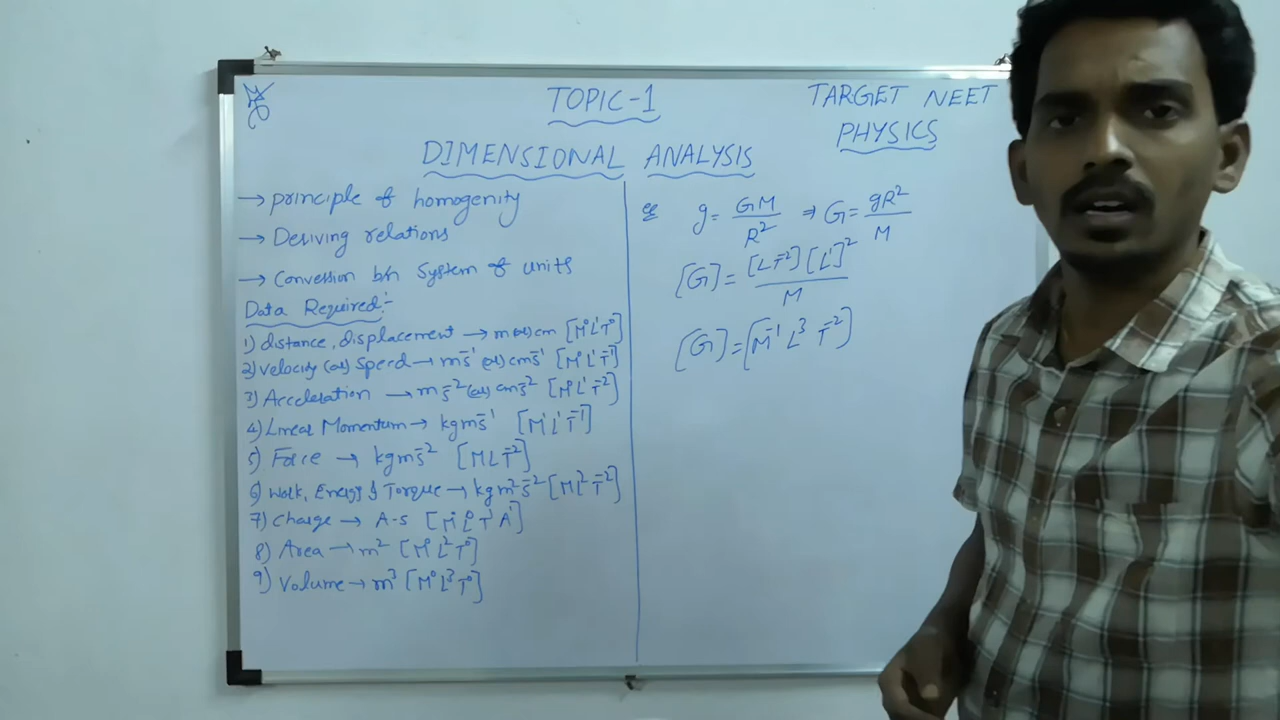 TOPIC-1
TARGET NEET
PHYSICS
DIMENSIONAL ANALYSIS
→ principle of homogenity
→ Deriving relations
→ Conversion b/n System of units
Data Required:-
1) distance, displacement → m (or) cm [M⁰L¹T⁰]
2) velocity (or) Speed → ms⁻¹ (or) cms⁻¹ [M⁰L¹T⁻¹]
3) Acceleration → ms⁻² (or) cms⁻² [M⁰L¹T⁻²]
4) Linear Momentum → kgms⁻¹ [M¹L¹T⁻¹]
5) Force → kgms⁻² [MLT⁻²]
6) Work, Energy & Torque → kgm²s⁻² [ML²T⁻²]
7) Charge → A-s [M⁰L⁰T¹A¹]
8) Area → m² [M⁰L²T⁰]
9) Volume → m³ [M⁰L³T⁰]
g = GM/R² ⇒ G = gR²/M
[G] = [LT⁻²][L¹]²/M
[G] = [M⁻¹L³T⁻²]